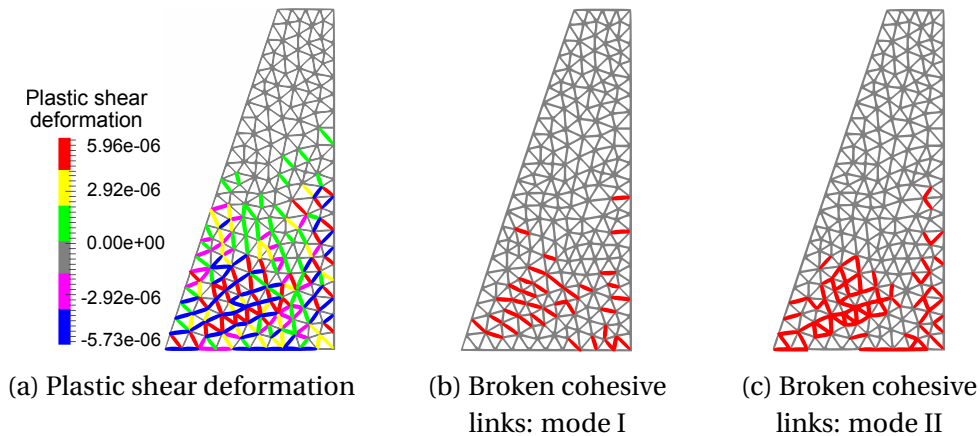 Plastic shear
deformation
5.96e-06
2.92e-06
0.00e+00
-2.92e-06
-5.73e-06
(a) Plastic shear deformation
(b) Broken cohesive
links: mode I
(c) Broken cohesive
links: mode II